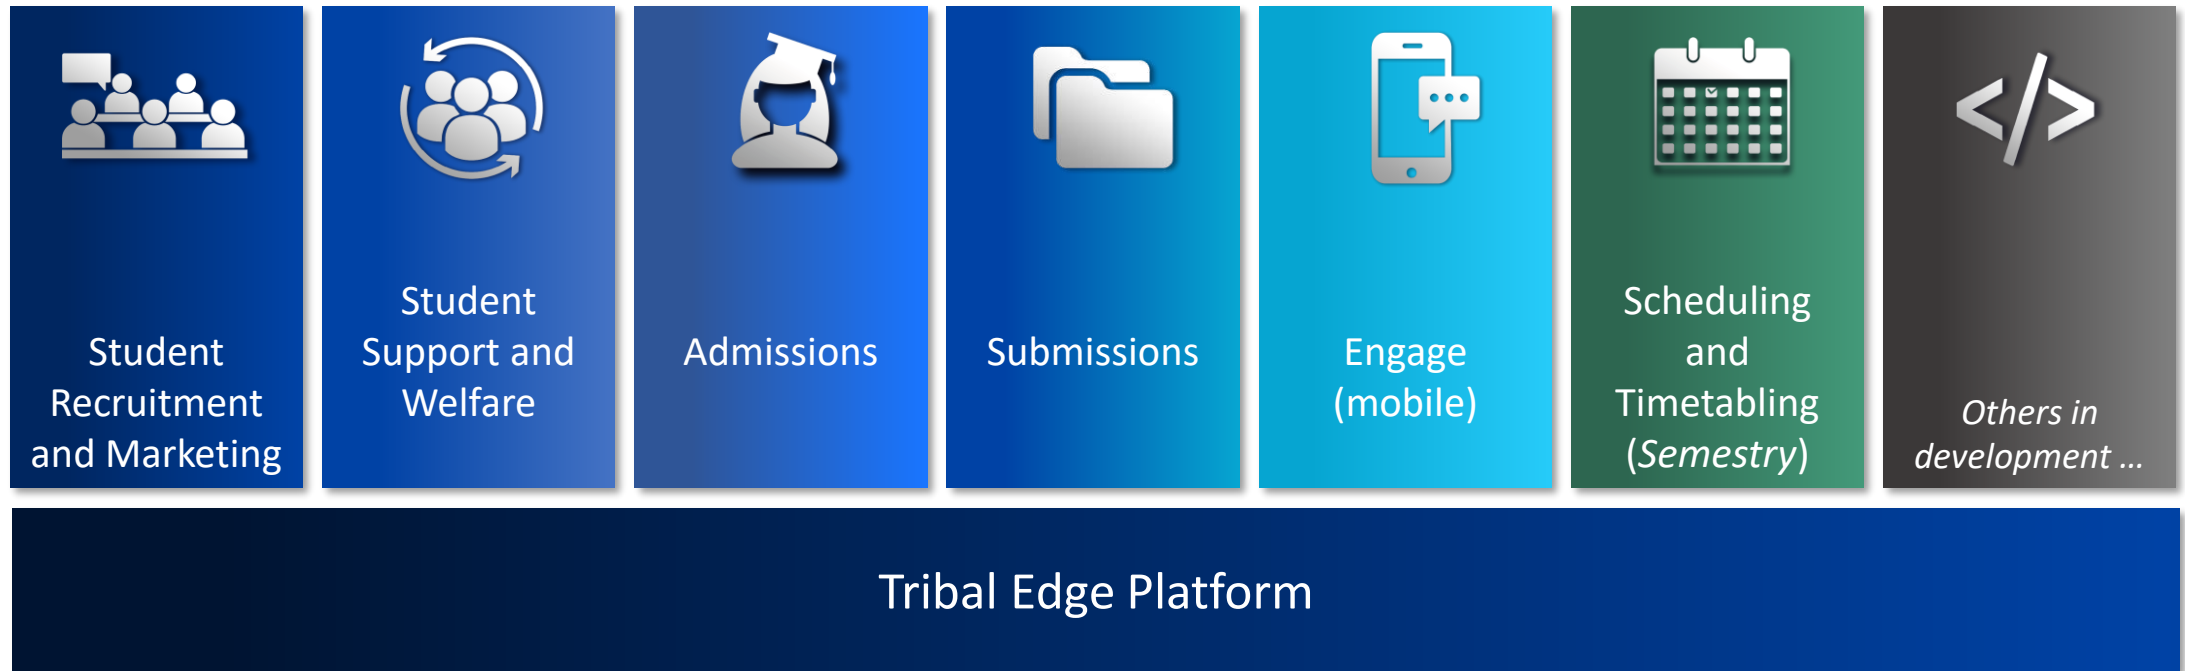 Student
Recruitment
and Marketing
Student
Support and
Welfare
Admissions
Submissions
Engage
(mobile)
Scheduling
and
Timetabling
(Semestry)
Others in
development ...
Tribal Edge Platform